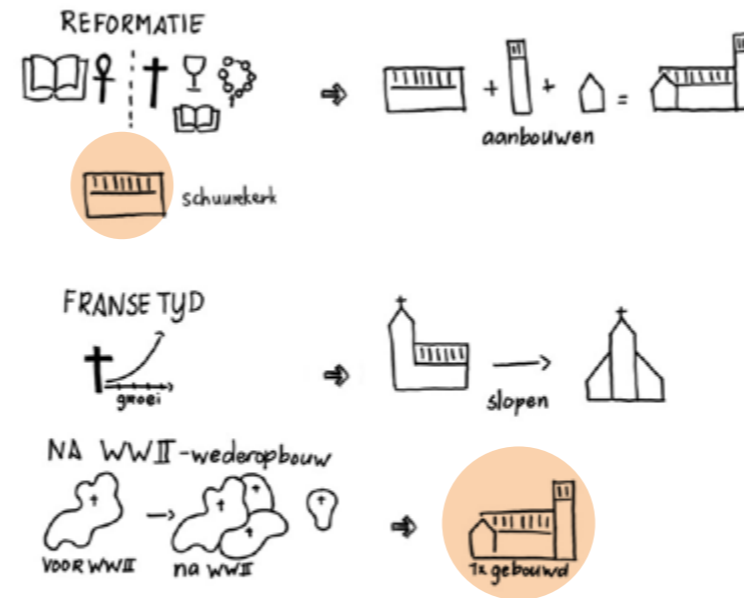 REFORMATIE
+ + =
aanbouwen
schuurkerk
FRANSE TYD
groei
slopen
NA WWII-wederopbouw
VOOR WWII
na WWII
1x gebouwd